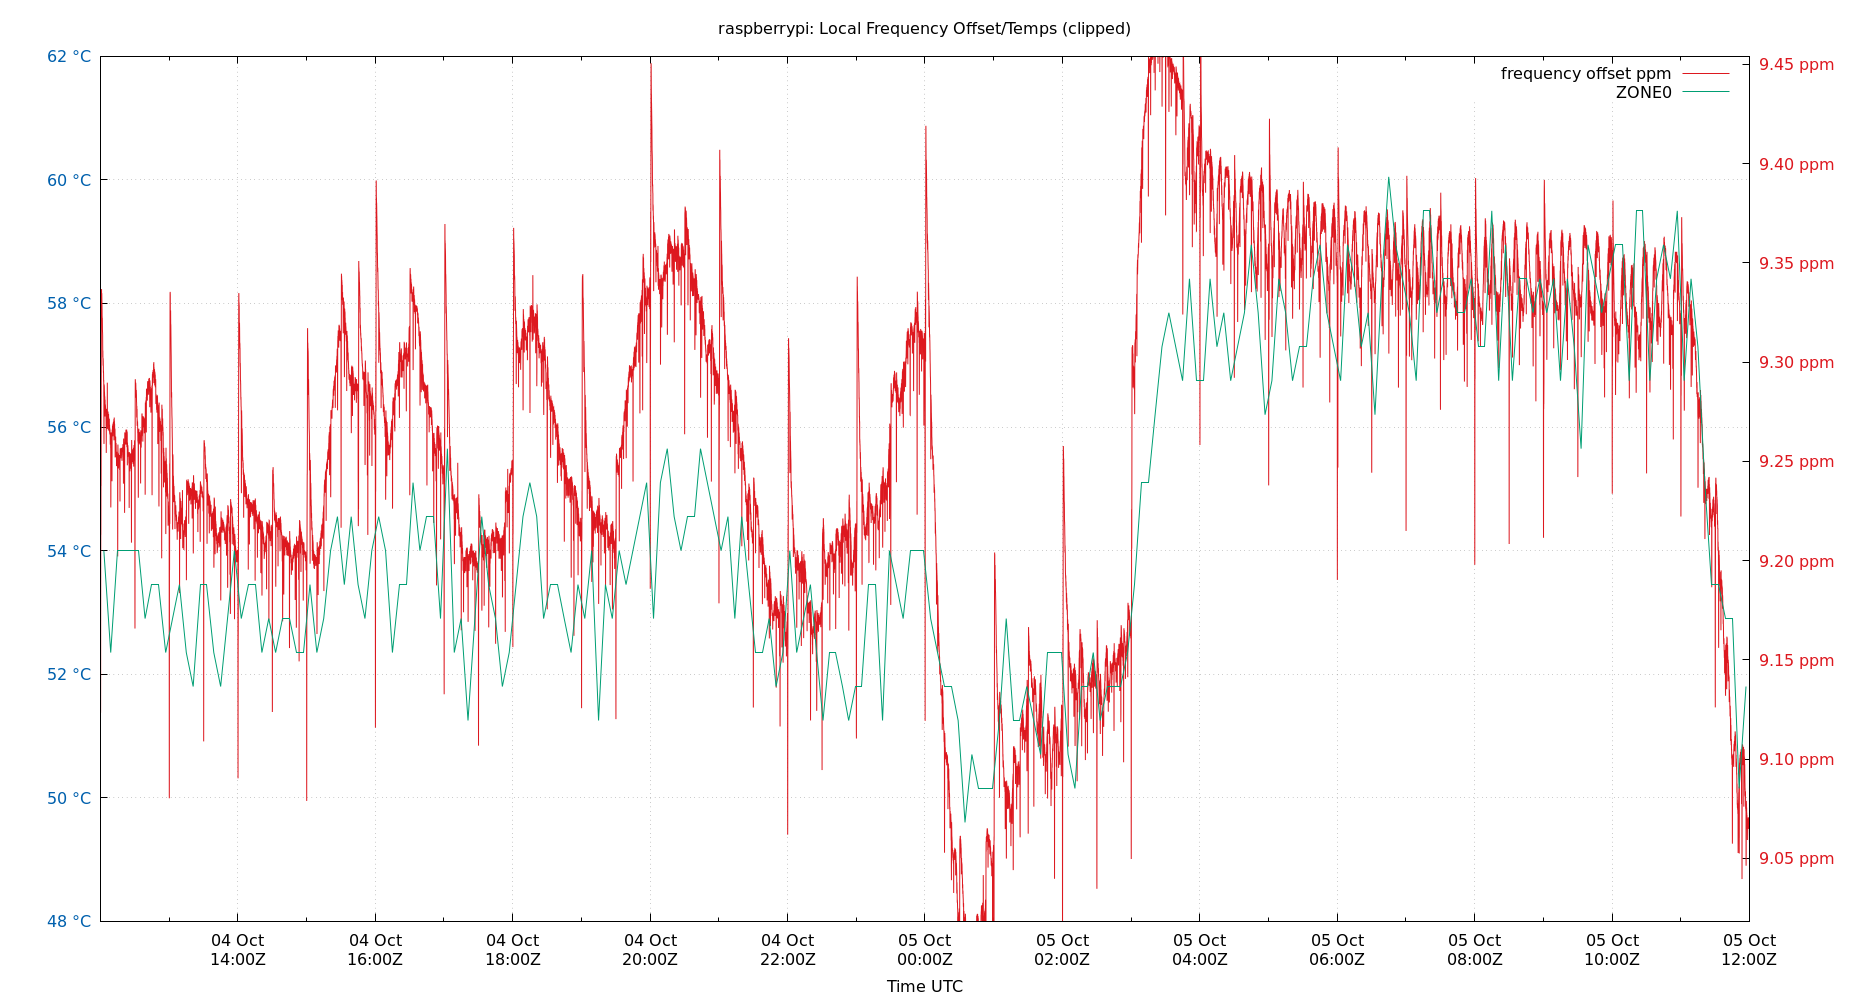 raspberrypi: Local Frequency Offset/Temps (clipped)
62 °C
60 °C
58 °C
56 °C
54 °C
52 °C
50 °C
48 °C
9.45 ppm
9.40 ppm
9.35 ppm
9.30 ppm
9.25 ppm
9.20 ppm
9.15 ppm
9.10 ppm
9.05 ppm
frequency offset ppm
ZONE0
04 Oct
14:00Z
04 Oct
16:00Z
04 Oct
18:00Z
04 Oct
20:00Z
04 Oct
22:00Z
05 Oct
00:00Z
05 Oct
02:00Z
05 Oct
04:00Z
05 Oct
06:00Z
05 Oct
08:00Z
05 Oct
10:00Z
05 Oct
12:00Z
Time UTC